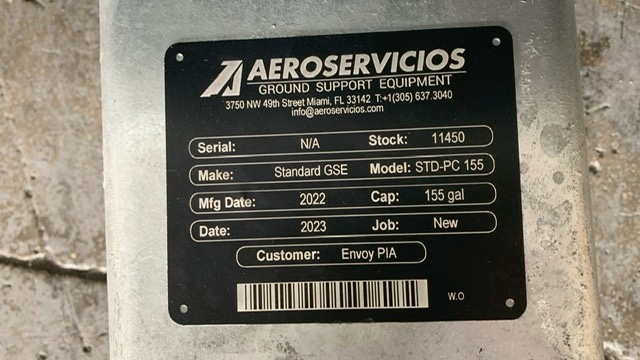 AEROSERVICIOS
GROUND SUPPORT EQUIPMENT
3750 NW 49th Street Miami, FL 33142 T:+1(305) 637.3040
info@aeroservicios.com
Serial: N/A Stock: 11450
Make: Standard GSE Model: STD-PC 155
Mfg Date: 2022 Cap: 155 gal
Date: 2023 Job: New
Customer: Envoy PIA
W.O